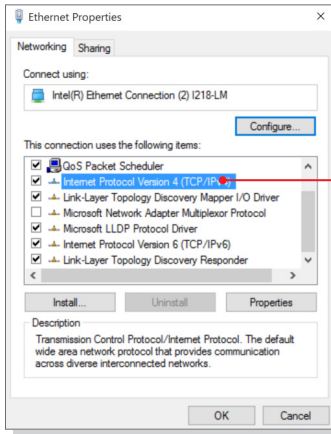 Ethernet Properties
Networking Sharing
Connect using:
Intel(R) Ethernet Connection (2) I218-LM
Configure...
This connection uses the following items:
QoS Packet Scheduler
Internet Protocol Version 4 (TCP/IPv4)
Link-Layer Topology Discovery Mapper I/O Driver
Microsoft Network Adapter Multiplexor Protocol
Microsoft LLDP Protocol Driver
Internet Protocol Version 6 (TCP/IPv6)
Link-Layer Topology Discovery Responder
Install... Uninstall Properties
Description
Transmission Control Protocol/Internet Protocol. The default
wide area network protocol that provides communication
across diverse interconnected networks.
OK Cancel